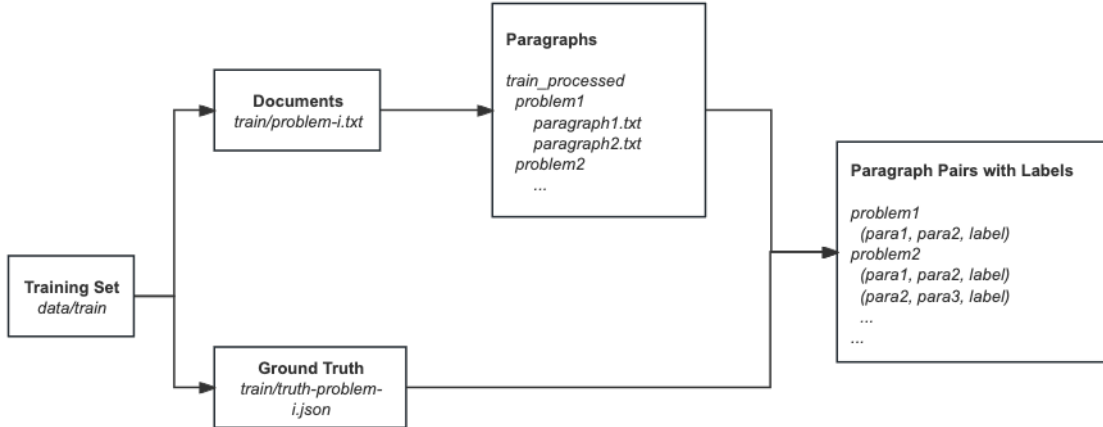 Training Set
data/train
Documents
train/problem-i.txt
Ground Truth
train/truth-problem-
i.json
Paragraphs
train_processed
problem1
paragraph1.txt
paragraph2.txt
problem2
...
Paragraph Pairs with Labels
problem1
(para1, para2, label)
problem2
(para1, para2, label)
(para2, para3, label)
...
...